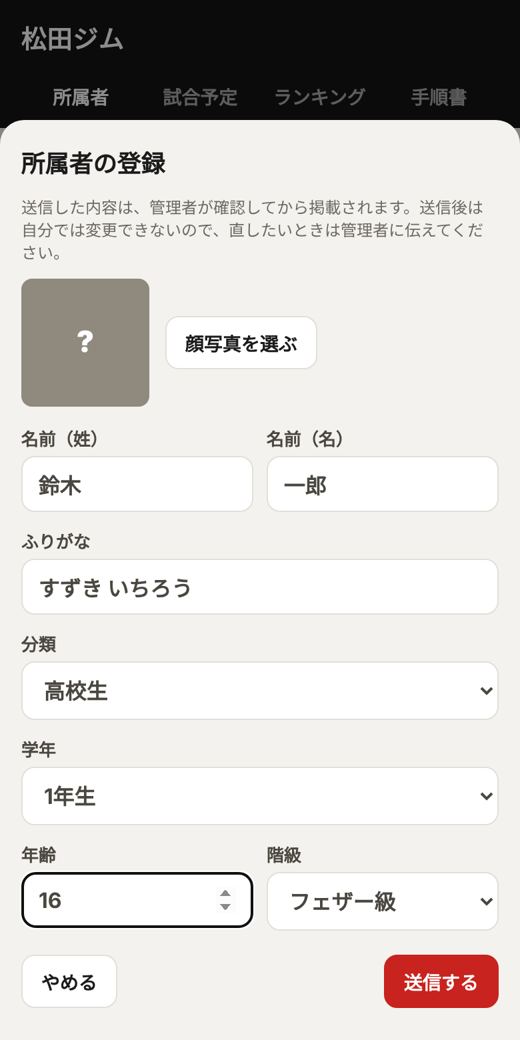 松田ジム
所属者 試合予定 ランキング 手順書
所属者の登録
送信した内容は、管理者が確認してから掲載されます。送信後は
自分では変更できないので、直したいときは管理者に伝えてくだ
さい。
?
顔写真を選ぶ
名前（姓） 名前（名）
鈴木 一郎
ふりがな
すずき いちろう
分類
高校生
学年
1年生
年齢 階級
16 フェザー級
やめる 送信する